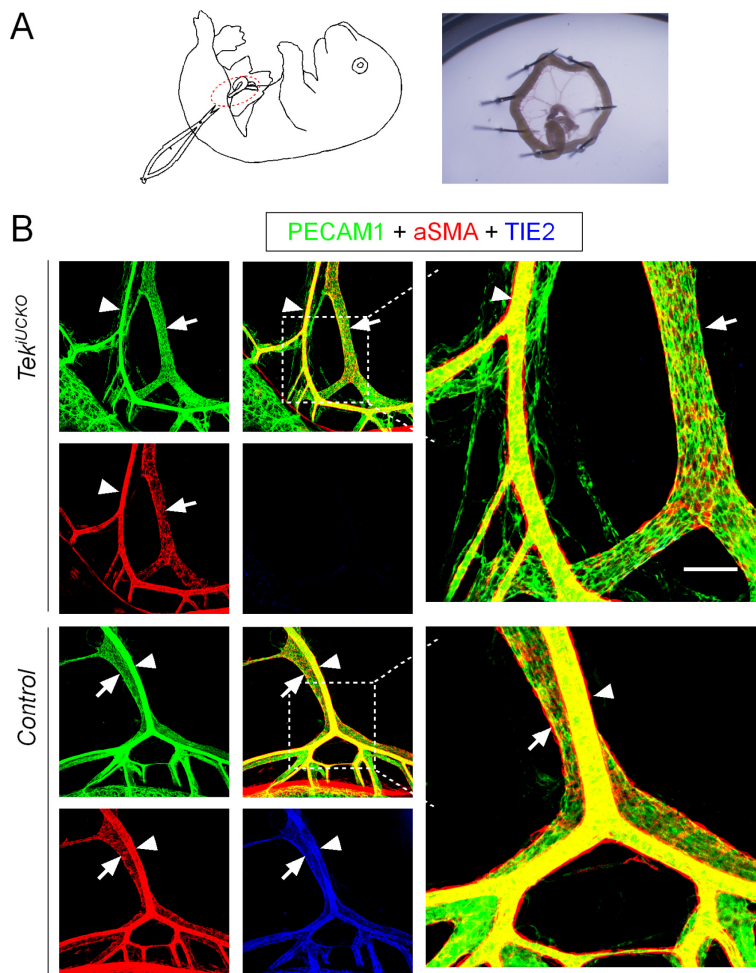 A
B
PECAM1 + aSMA + TIE2
Tek^iUCKO
Control